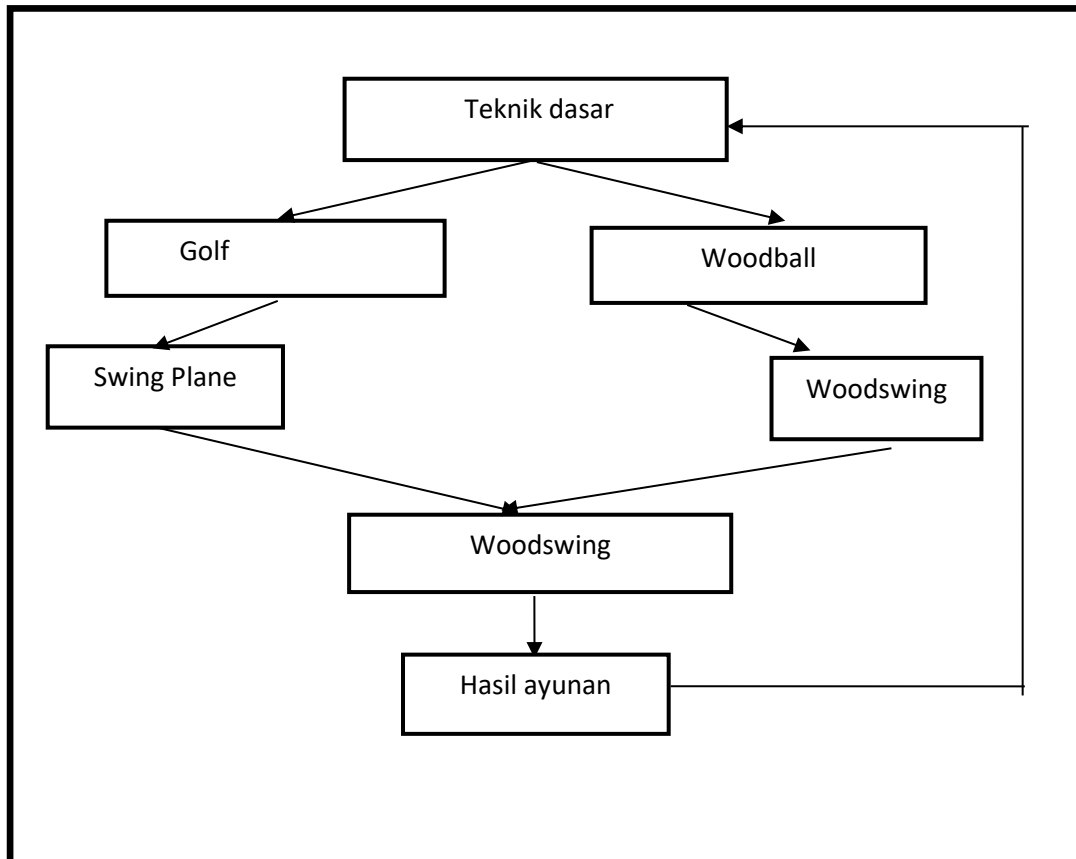 Teknik dasar
Golf
Woodball
Swing Plane
Woodswing
Woodswing
Hasil ayunan